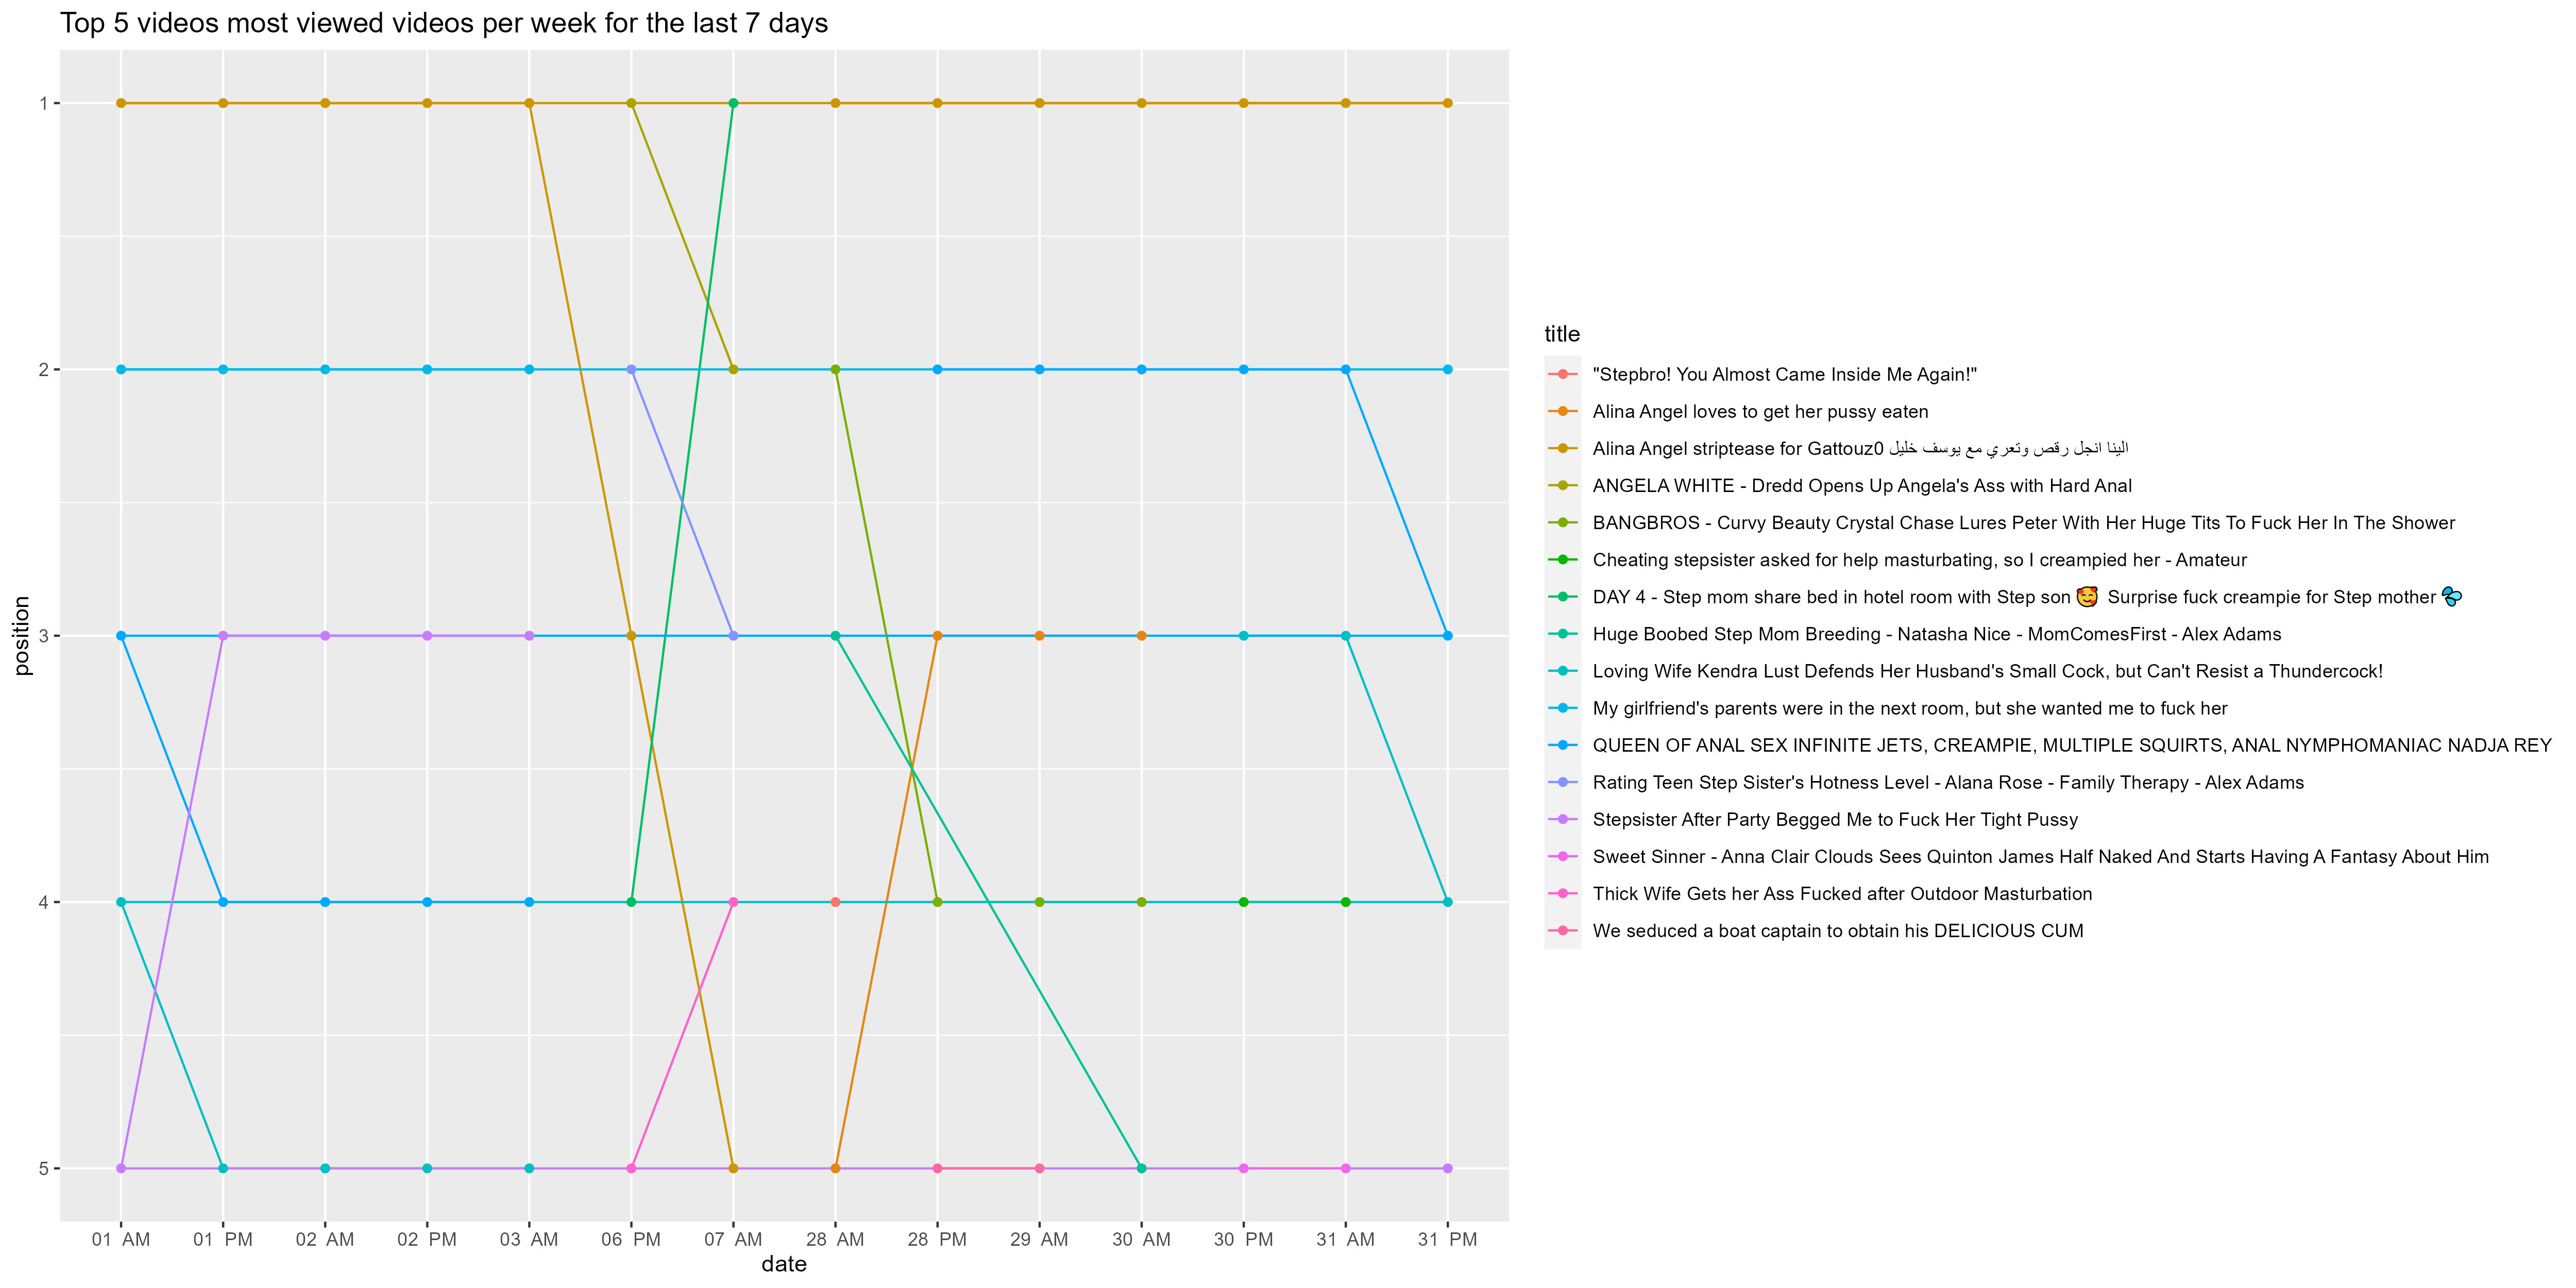 Top 5 videos most viewed videos per week for the last 7 days
position
1
2
3
4
5
01 AM 01 PM 02 AM 02 PM 03 AM 06 PM 07 AM 28 AM 28 PM 29 AM 30 AM 30 PM 31 AM 31 PM
date
title
"Stepbro! You Almost Came Inside Me Again!"
Alina Angel loves to get her pussy eaten
Alina Angel striptease for Gattouz0 الينا انجل رقص وتعري مع يوسف خليل
ANGELA WHITE - Dredd Opens Up Angela's Ass with Hard Anal
BANGBROS - Curvy Beauty Crystal Chase Lures Peter With Her Huge Tits To Fuck Her In The Shower
Cheating stepsister asked for help masturbating, so I creampied her - Amateur
DAY 4 - Step mom share bed in hotel room with Step son 🥰 Surprise fuck creampie for Step mother 💦
Huge Boobed Step Mom Breeding - Natasha Nice - MomComesFirst - Alex Adams
Loving Wife Kendra Lust Defends Her Husband's Small Cock, but Can't Resist a Thundercock!
My girlfriend's parents were in the next room, but she wanted me to fuck her
QUEEN OF ANAL SEX INFINITE JETS, CREAMPIE, MULTIPLE SQUIRTS, ANAL NYMPHOMANIAC NADJA REY
Rating Teen Step Sister's Hotness Level - Alana Rose - Family Therapy - Alex Adams
Stepsister After Party Begged Me to Fuck Her Tight Pussy
Sweet Sinner - Anna Clair Clouds Sees Quinton James Half Naked And Starts Having A Fantasy About Him
Thick Wife Gets her Ass Fucked after Outdoor Masturbation
We seduced a boat captain to obtain his DELICIOUS CUM